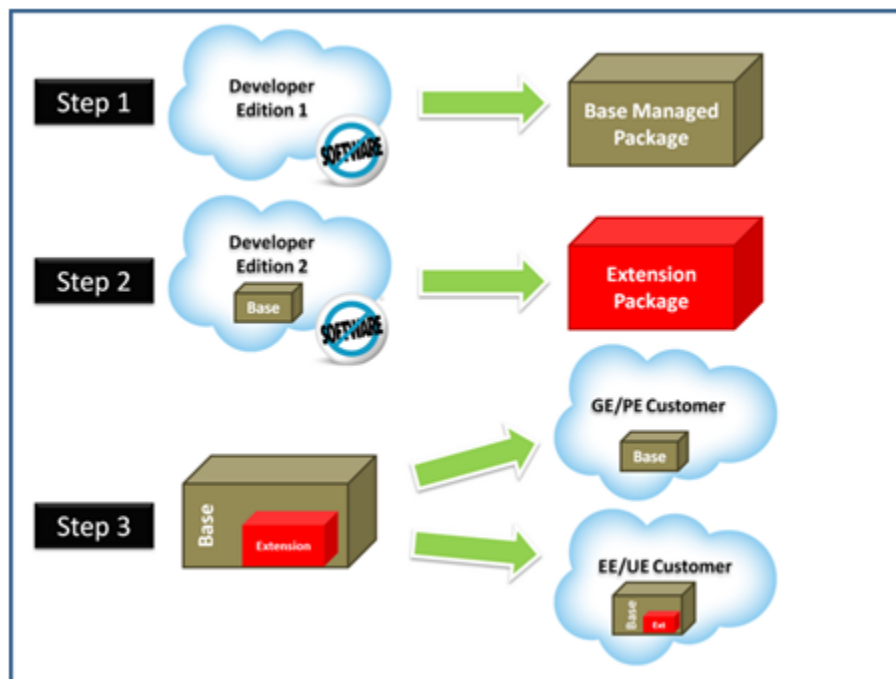 Step 1
Developer
Edition 1
SOFTWARE
Base Managed
Package
Step 2
Developer
Edition 2
Base
SOFTWARE
Extension
Package
GE/PE Customer
Base
Step 3
Base
Extension
EE/UE Customer
Base
Ext